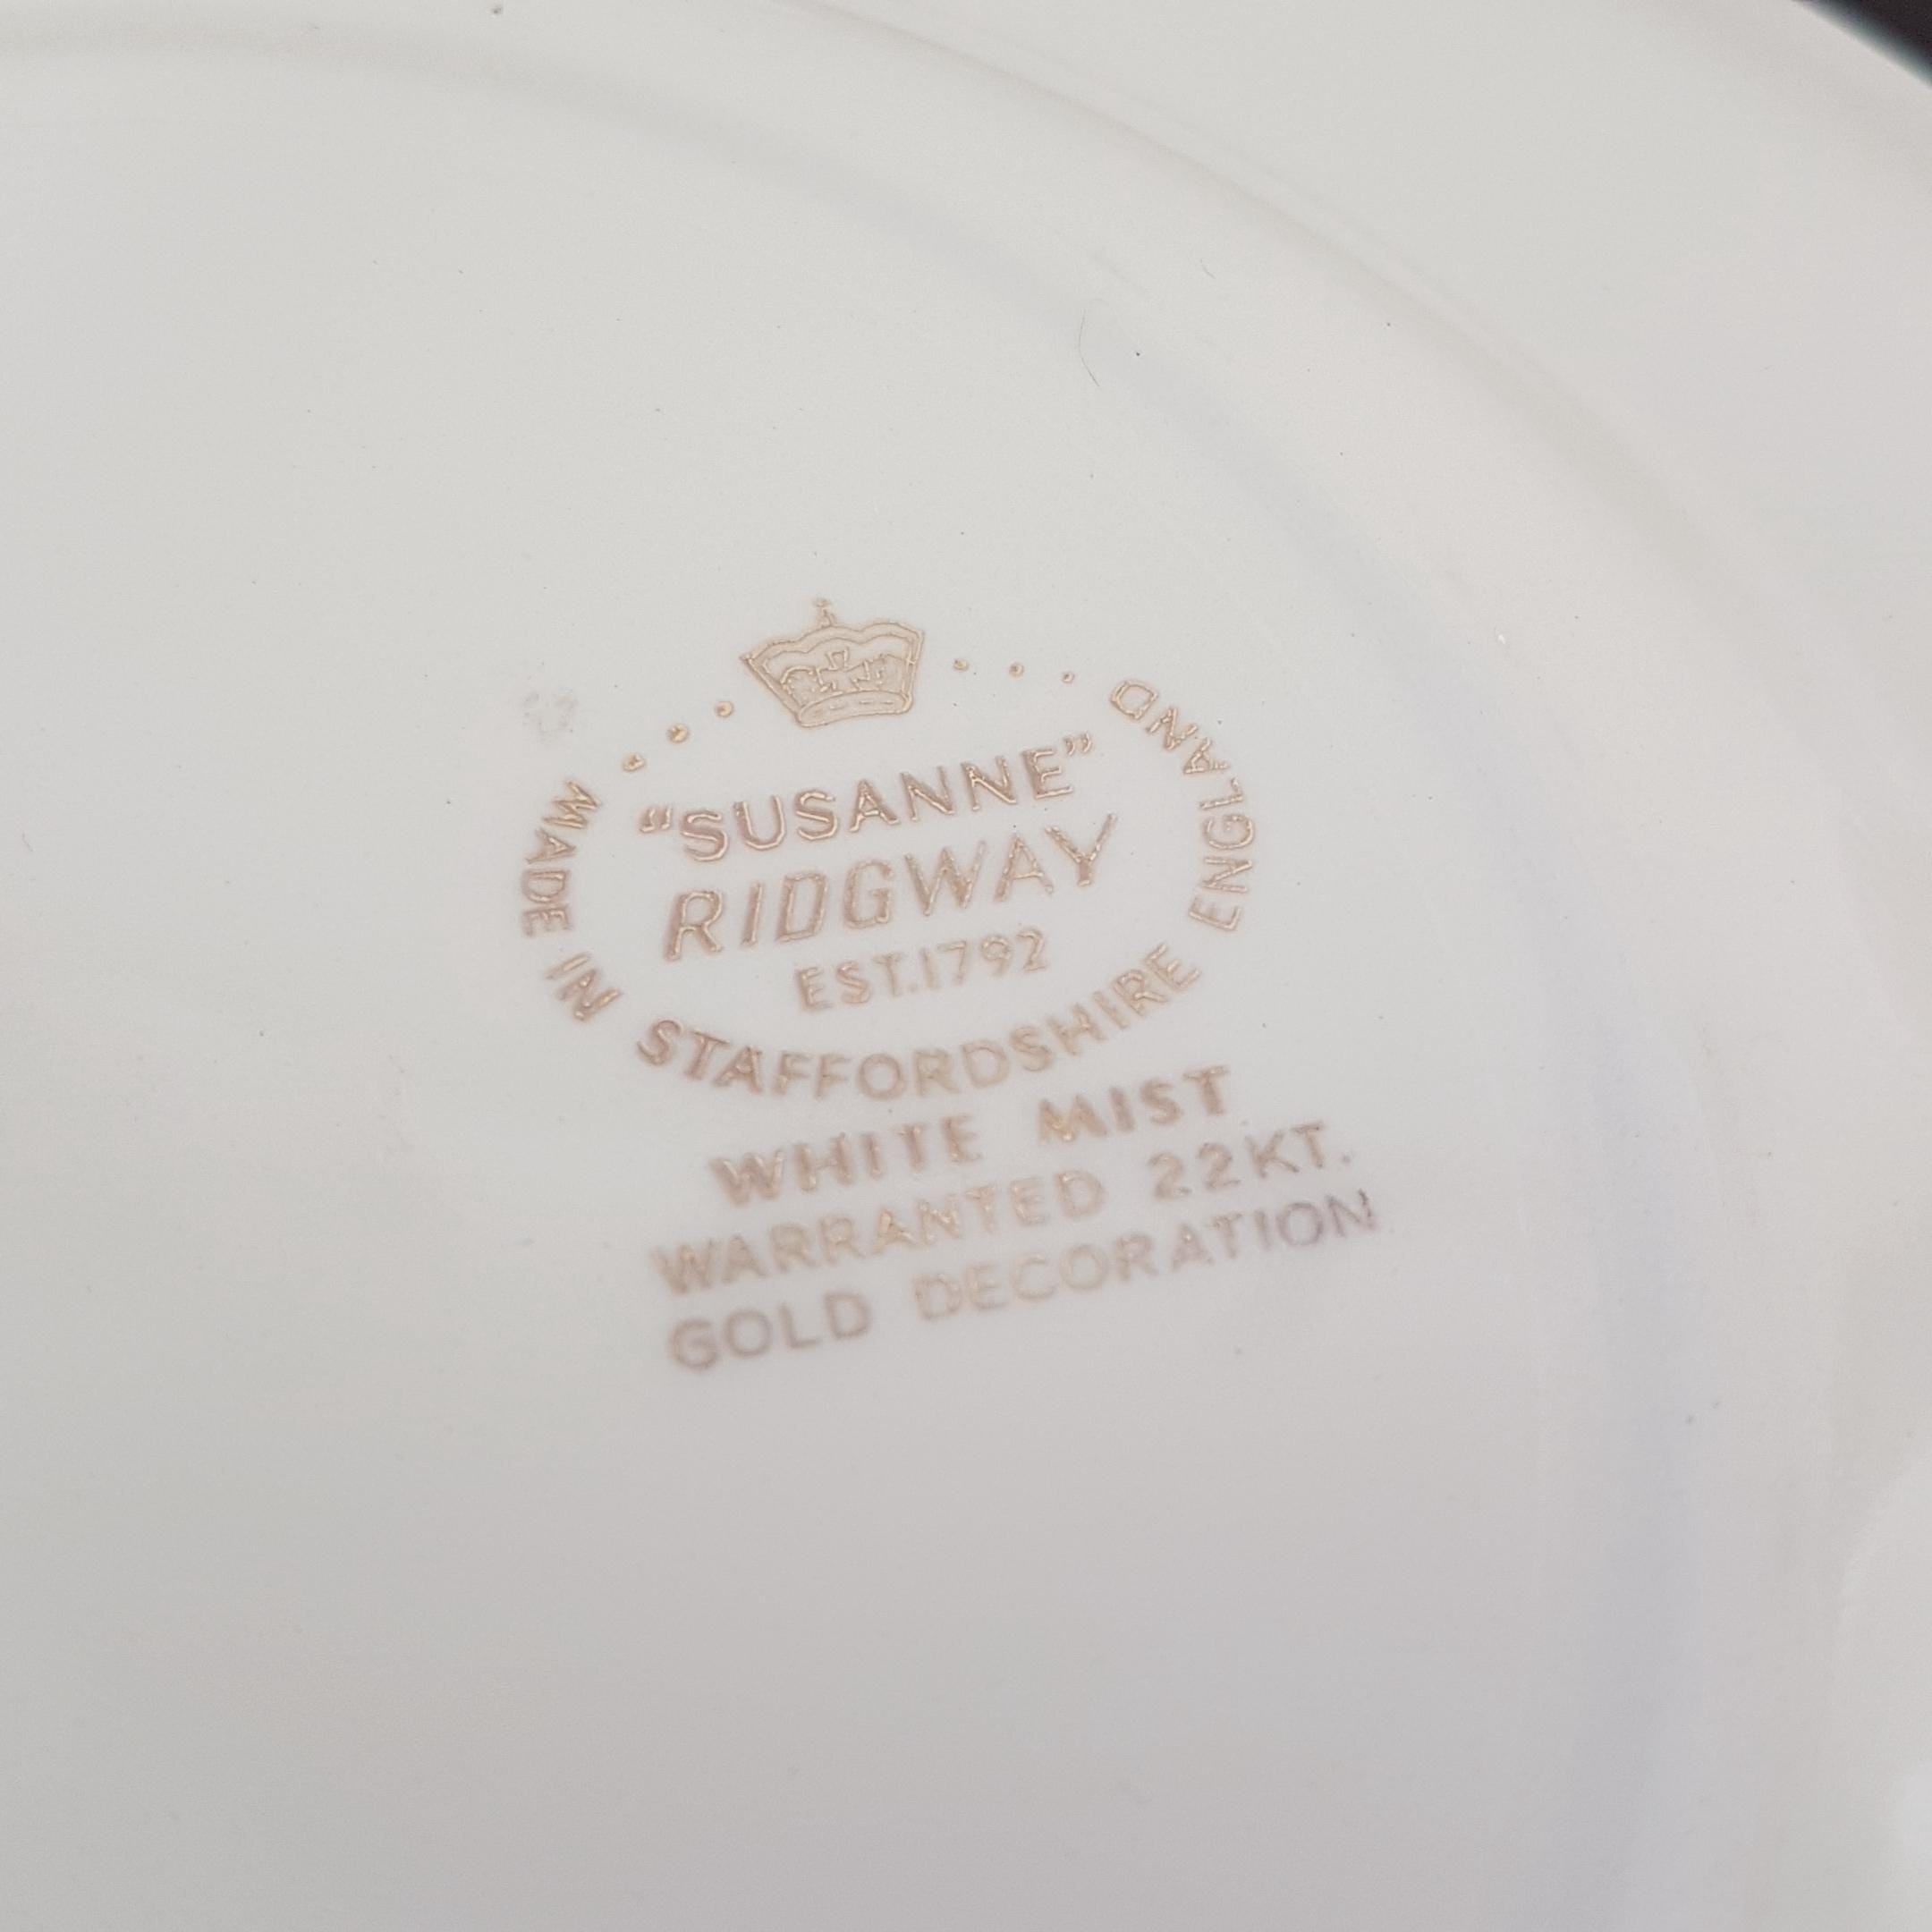 "SUSANNE"
RIDGWAY
EST.1792
MADE IN STAFFORDSHIRE ENGLAND
WHITE MIST
WARRANTED 22KT.
GOLD DECORATION